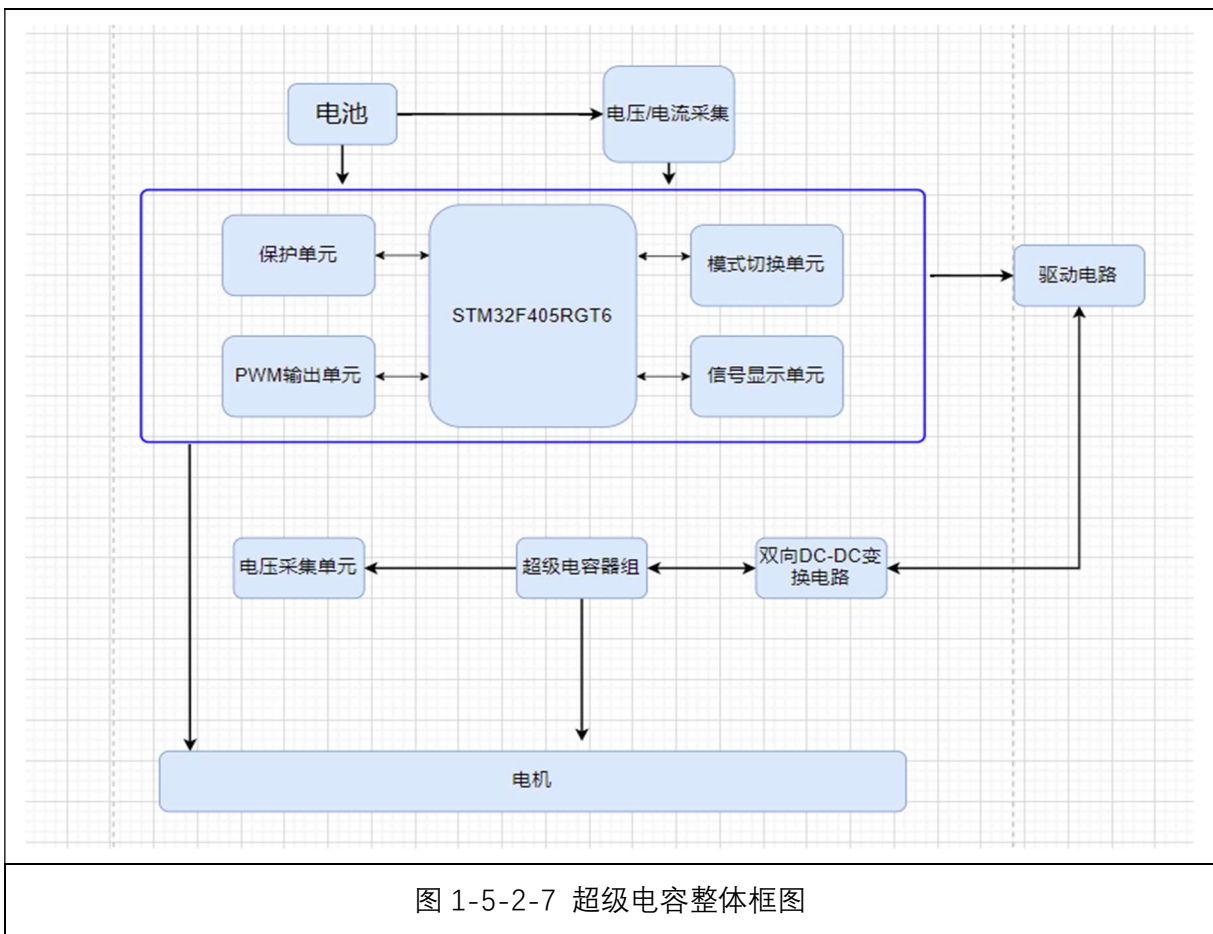 电池
电压/电流采集
保护单元
STM32F405RGT6
模式切换单元
驱动电路
PWM输出单元
信号显示单元
电压采集单元
超级电容器组
双向DC-DC变
换电路
电机
图 1-5-2-7 超级电容整体框图